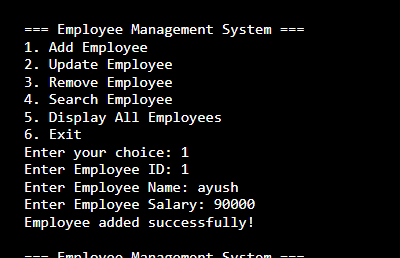 === Employee Management System ===
1. Add Employee
2. Update Employee
3. Remove Employee
4. Search Employee
5. Display All Employees
6. Exit
Enter your choice: 1
Enter Employee ID: 1
Enter Employee Name: ayush
Enter Employee Salary: 90000
Employee added successfully!
=== Employee Management System ===